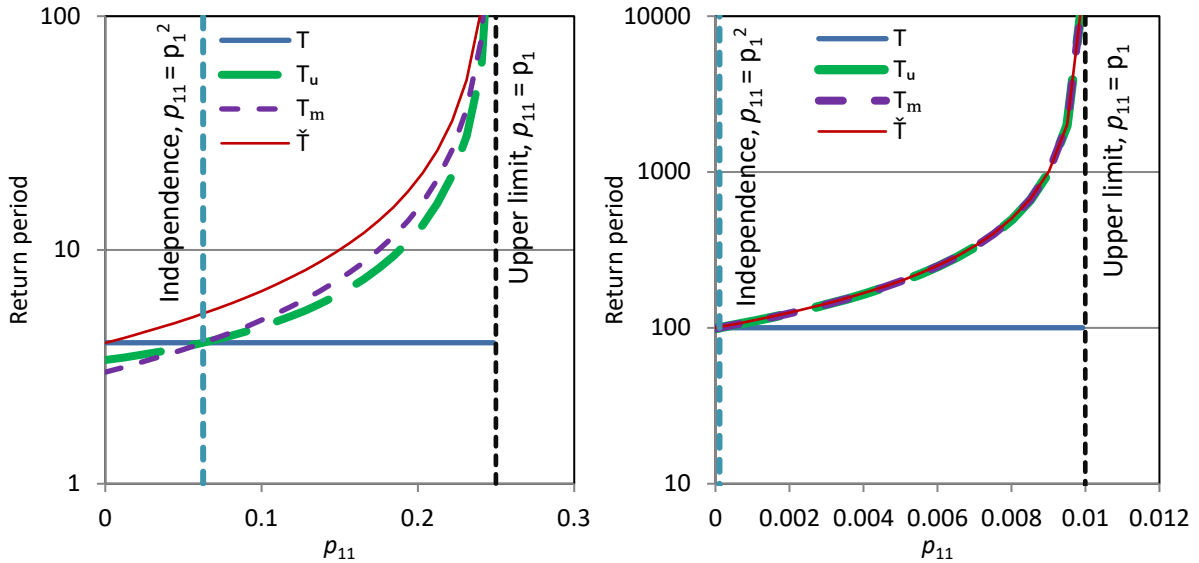 100
10
1
Return period
0
0.1
0.2
0.3
p₁₁
Independence, p₁₁ = p₁²
Upper limit, p₁₁ = p₁
T
Tᵤ
Tₘ
Ť
10000
1000
100
10
Return period
0
0.002
0.004
0.006
0.008
0.01
0.012
p₁₁
Independence, p₁₁ = p₁²
Upper limit, p₁₁ = p₁
T
Tᵤ
Tₘ
Ť